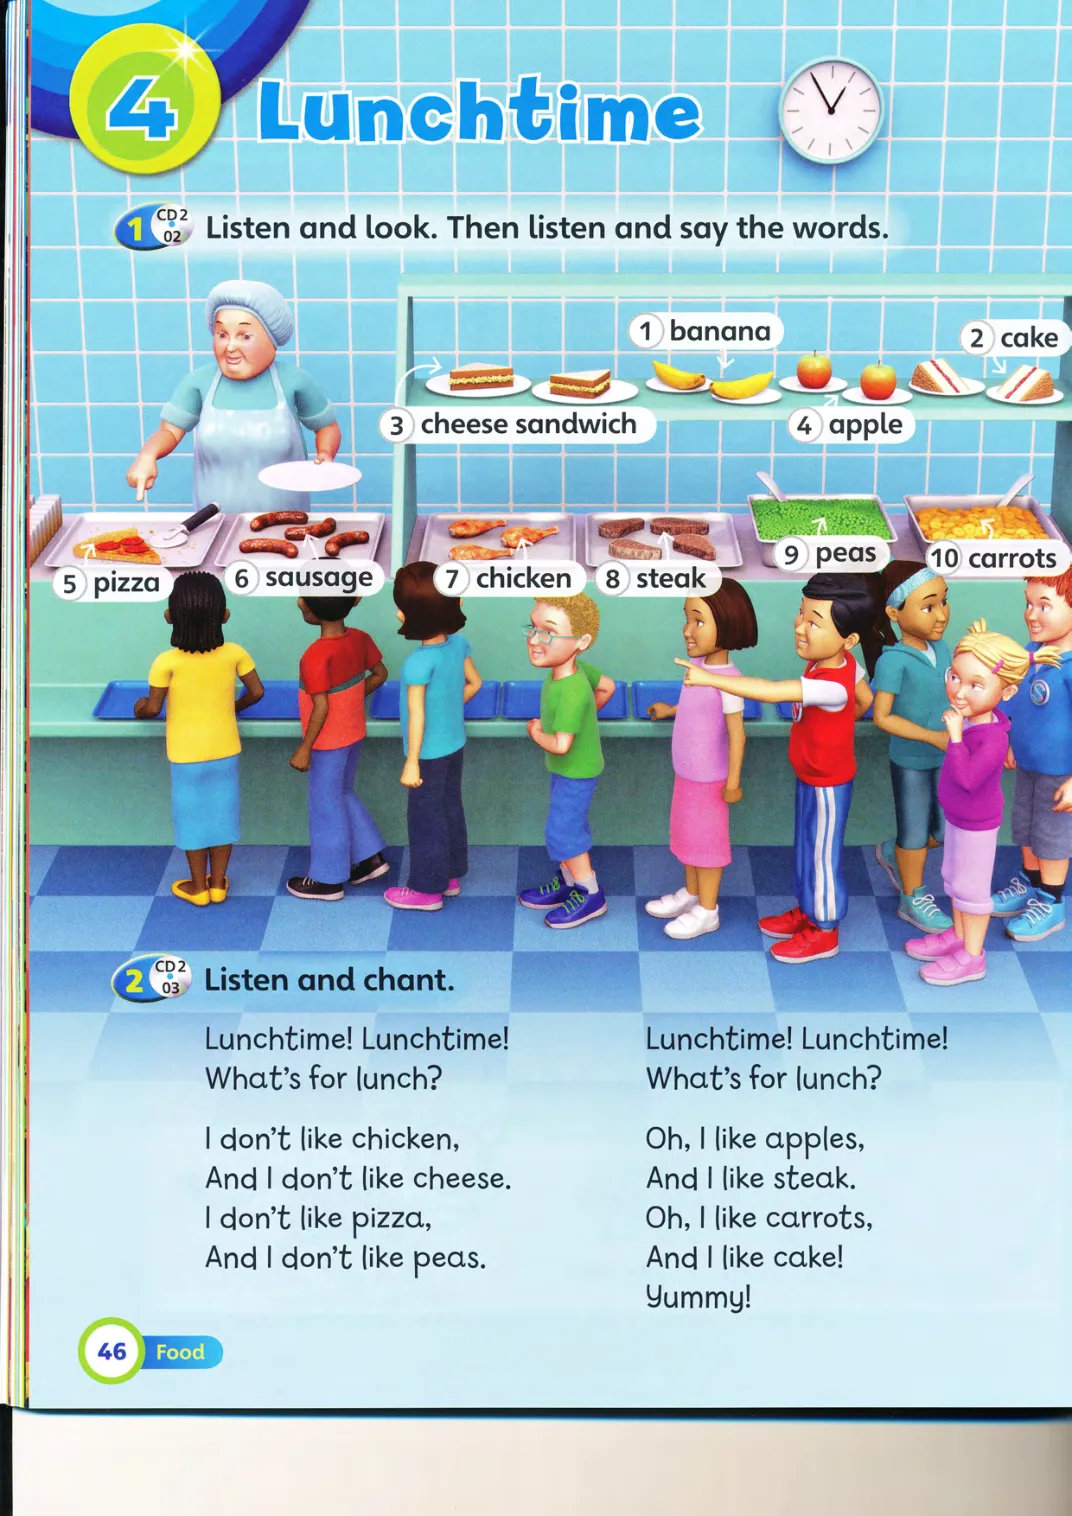 4 Lunchtime
1 CD2 02 Listen and look. Then listen and say the words.
1 banana
2 cake
3 cheese sandwich
4 apple
5 pizza
6 sausage
7 chicken
8 steak
9 peas
10 carrots
2 CD2 03 Listen and chant.
Lunchtime! Lunchtime!
What's for lunch?
I don't like chicken,
And I don't like cheese.
I don't like pizza,
And I don't like peas.
Lunchtime! Lunchtime!
What's for lunch?
Oh, I like apples,
And I like steak.
Oh, I like carrots,
And I like cake!
Yummy!
46 Food